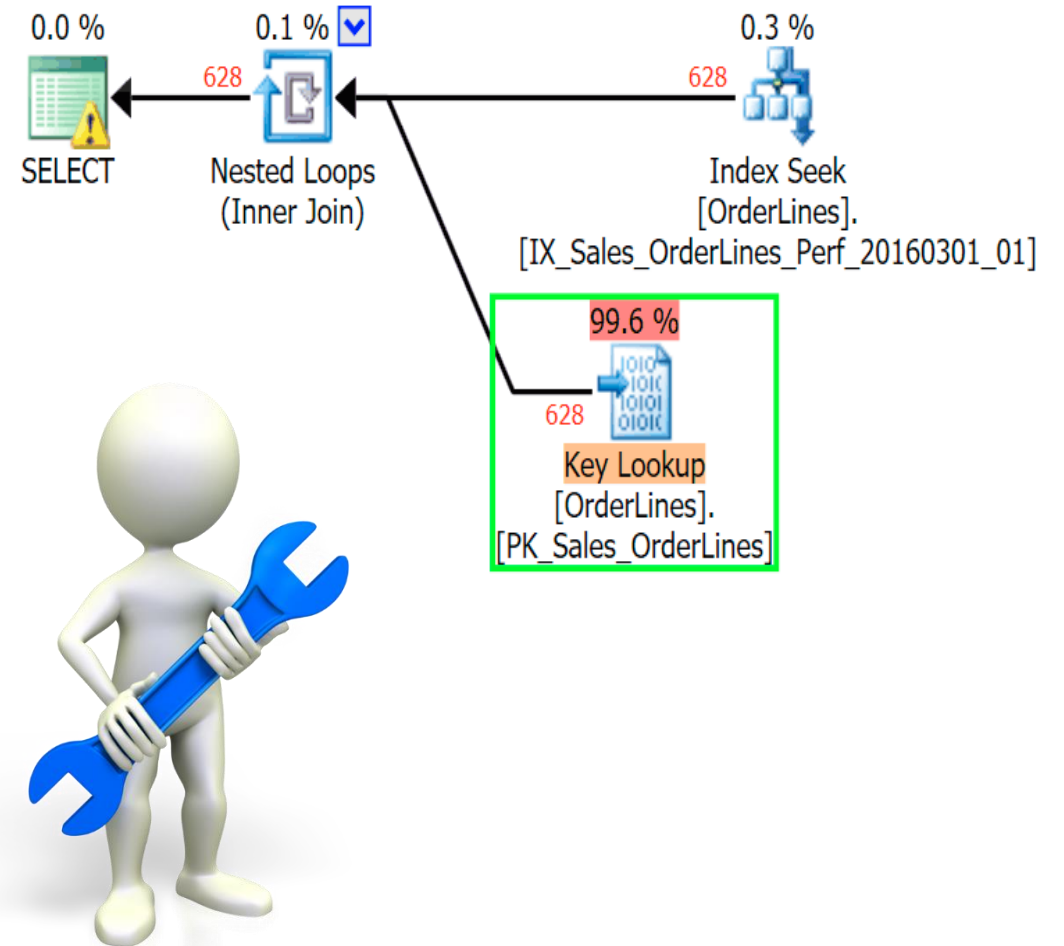 0.0 %
0.1 %
0.3 %
628
628
SELECT
Nested Loops
(Inner Join)
Index Seek
[OrderLines].
[IX_Sales_OrderLines_Perf_20160301_01]
99.6 %
628
Key Lookup
[OrderLines].
[PK_Sales_OrderLines]